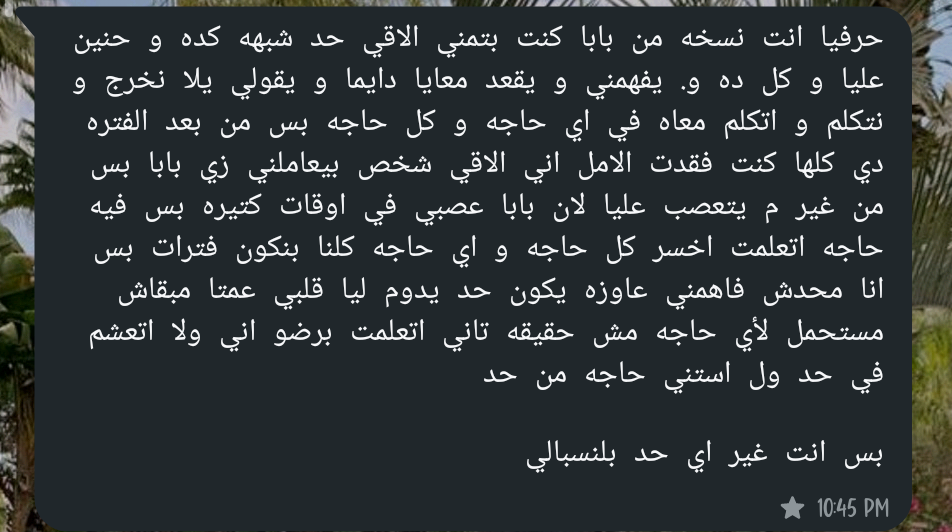 حرفيا انت نسخه من بابا كنت بتمني الاقي حد شبهه كده و حنين
عليا و كل ده و. يفهمني و يقعد معايا دايما و يقولي يلا نخرج و
نتكلم و اتكلم معاه في اي حاجه و كل حاجه بس من بعد الفتره
دي كلها كنت فقدت الامل اني الاقي شخص بيعاملني زي بابا بس
من غير م يتعصب عليا لان بابا عصبي في اوقات كتيره بس فيه
حاجه اتعلمت اخسر كل حاجه و اي حاجه كلنا بنكون فترات بس
انا محدش فاهمني عاوزه يكون حد يدوم ليا قلبي عمتا مبقاش
مستحمل لأي حاجه مش حقيقه تاني اتعلمت برضو اني ولا اتعشم
في حد ول استني حاجه من حد
بس انت غير اي حد بلنسبالي
10:45 PM